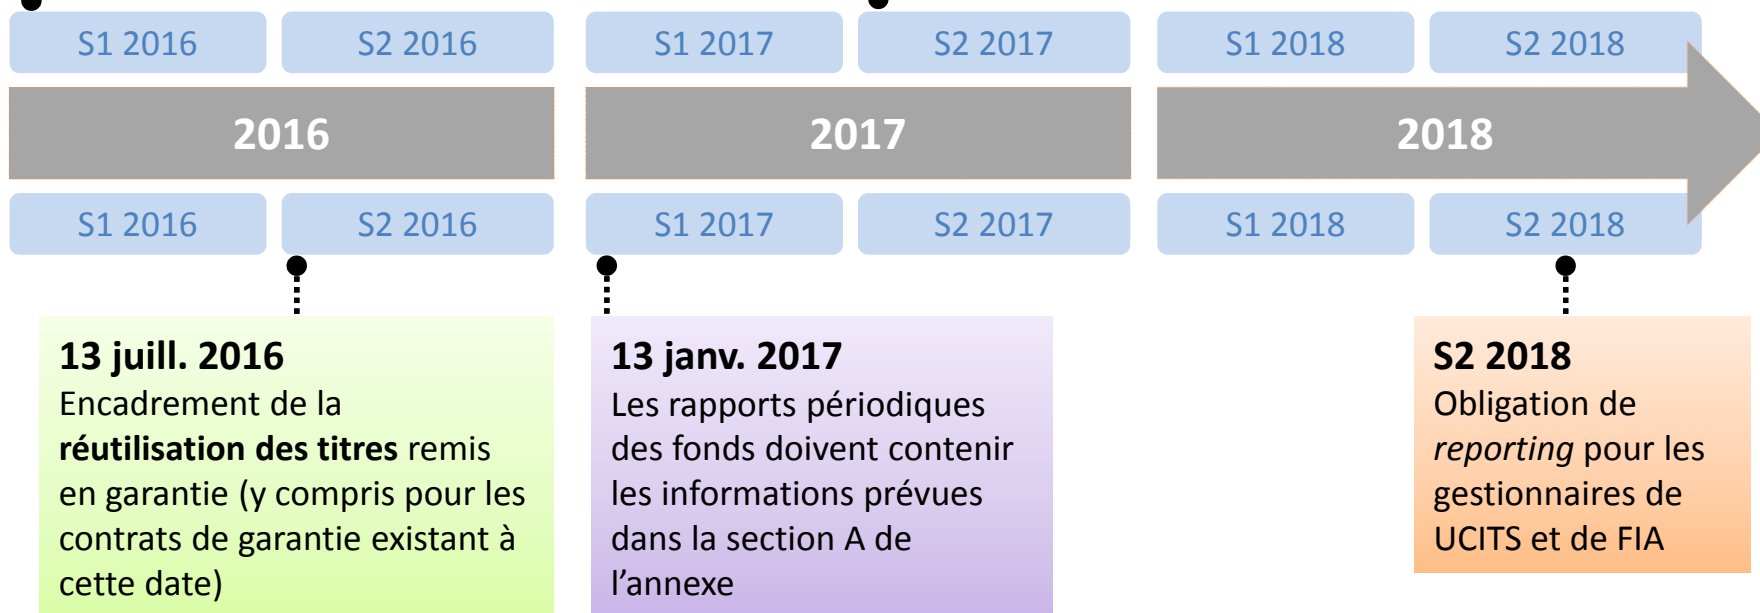 S1 2016
S2 2016
S1 2017
S2 2017
S1 2018
S2 2018
2016
2017
2018
S1 2016
S2 2016
S1 2017
S2 2017
S1 2018
S2 2018
13 juill. 2016
Encadrement de la
réutilisation des titres remis
en garantie (y compris pour les
contrats de garantie existant à
cette date)
13 janv. 2017
Les rapports périodiques
des fonds doivent contenir
les informations prévues
dans la section A de
l’annexe
S2 2018
Obligation de
reporting pour les
gestionnaires de
UCITS et de FIA